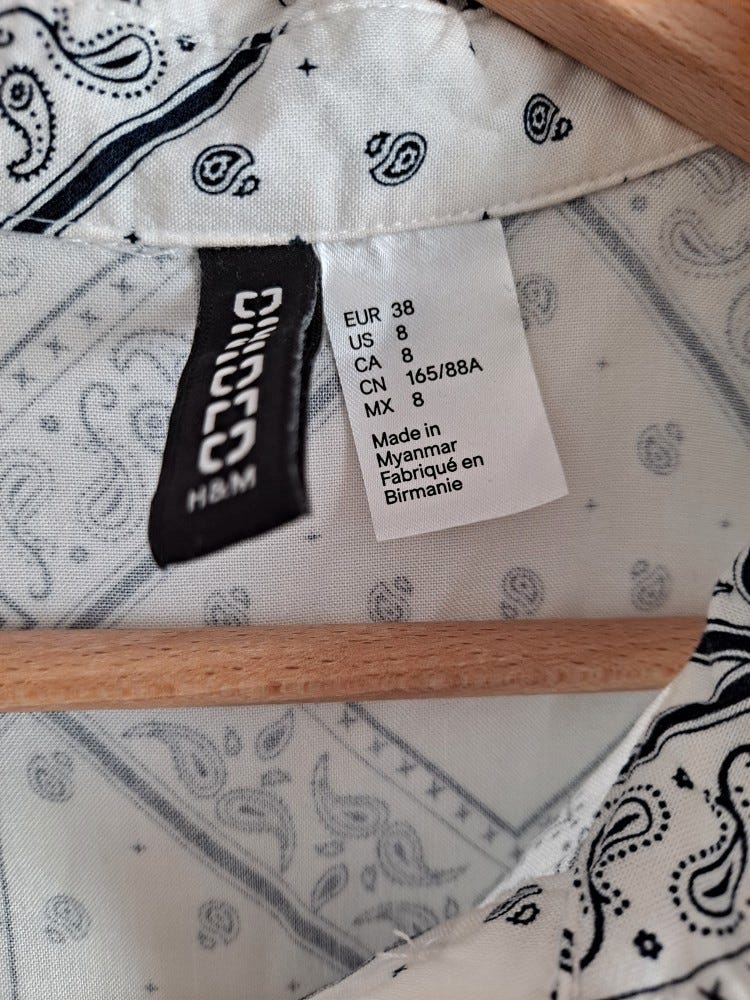 DIVIDED
H&M
EUR 38
US 8
CA 8
CN 165/88A
MX 8
Made in
Myanmar
Fabriqué en
Birmanie